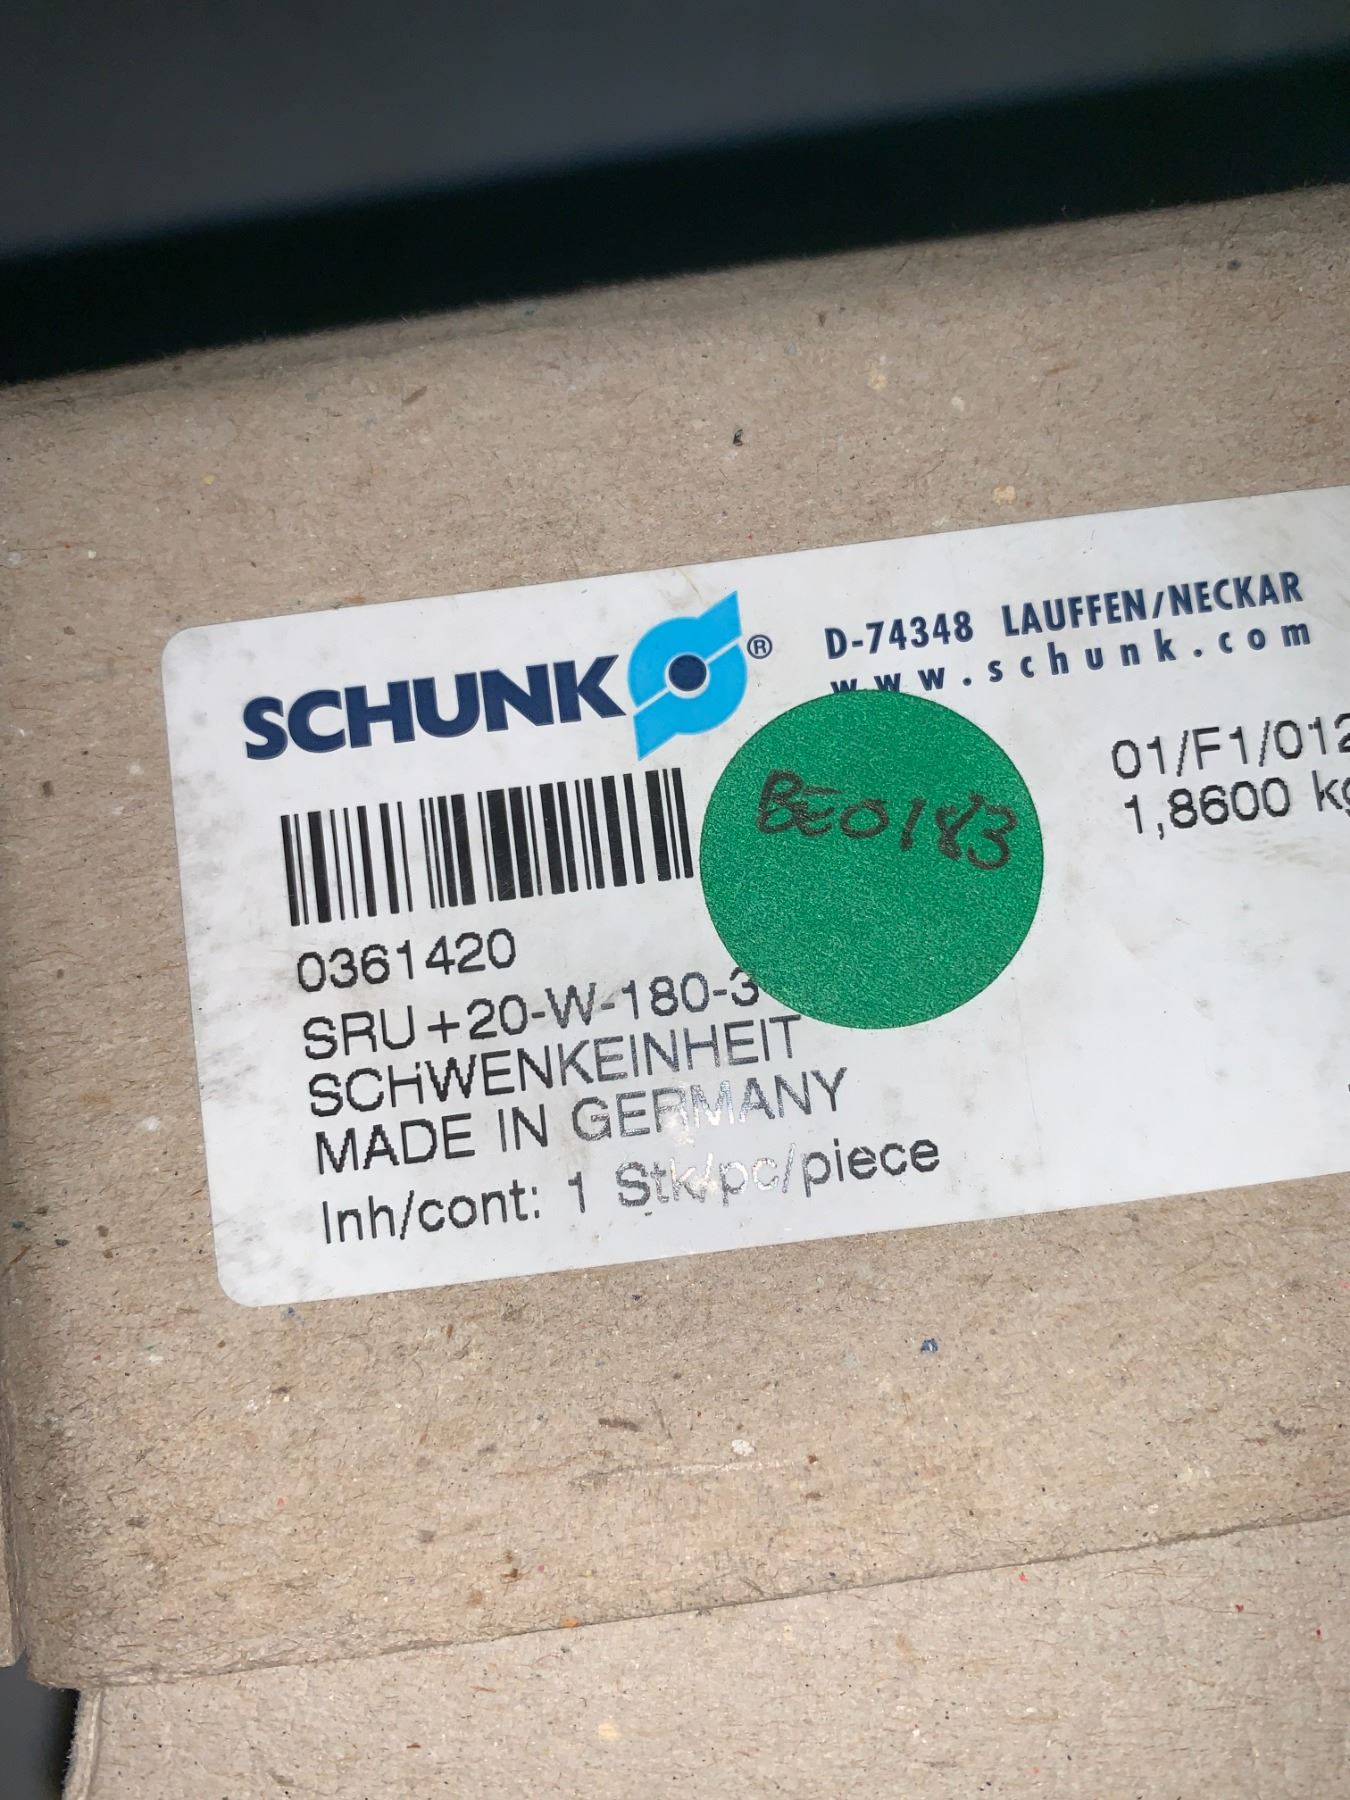 SCHUNK ®
D-74348 LAUFFEN/NECKAR
www.schunk.com
BE0183
01/F1/012
1,8600 kg
0361420
SRU+20-W-180-3
SCHWENKEINHEIT
MADE IN GERMANY
Inh/cont: 1 Stk/pc/piece